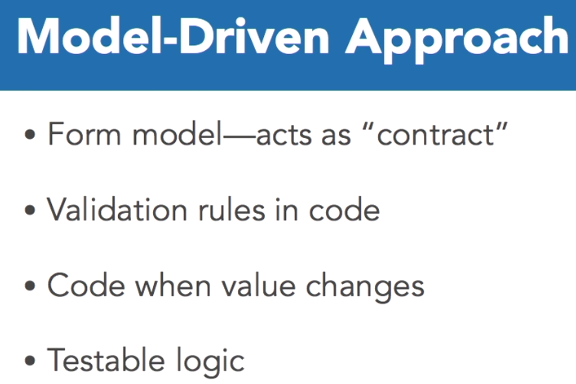 Model-Driven Approach
• Form model—acts as “contract”
• Validation rules in code
• Code when value changes
• Testable logic